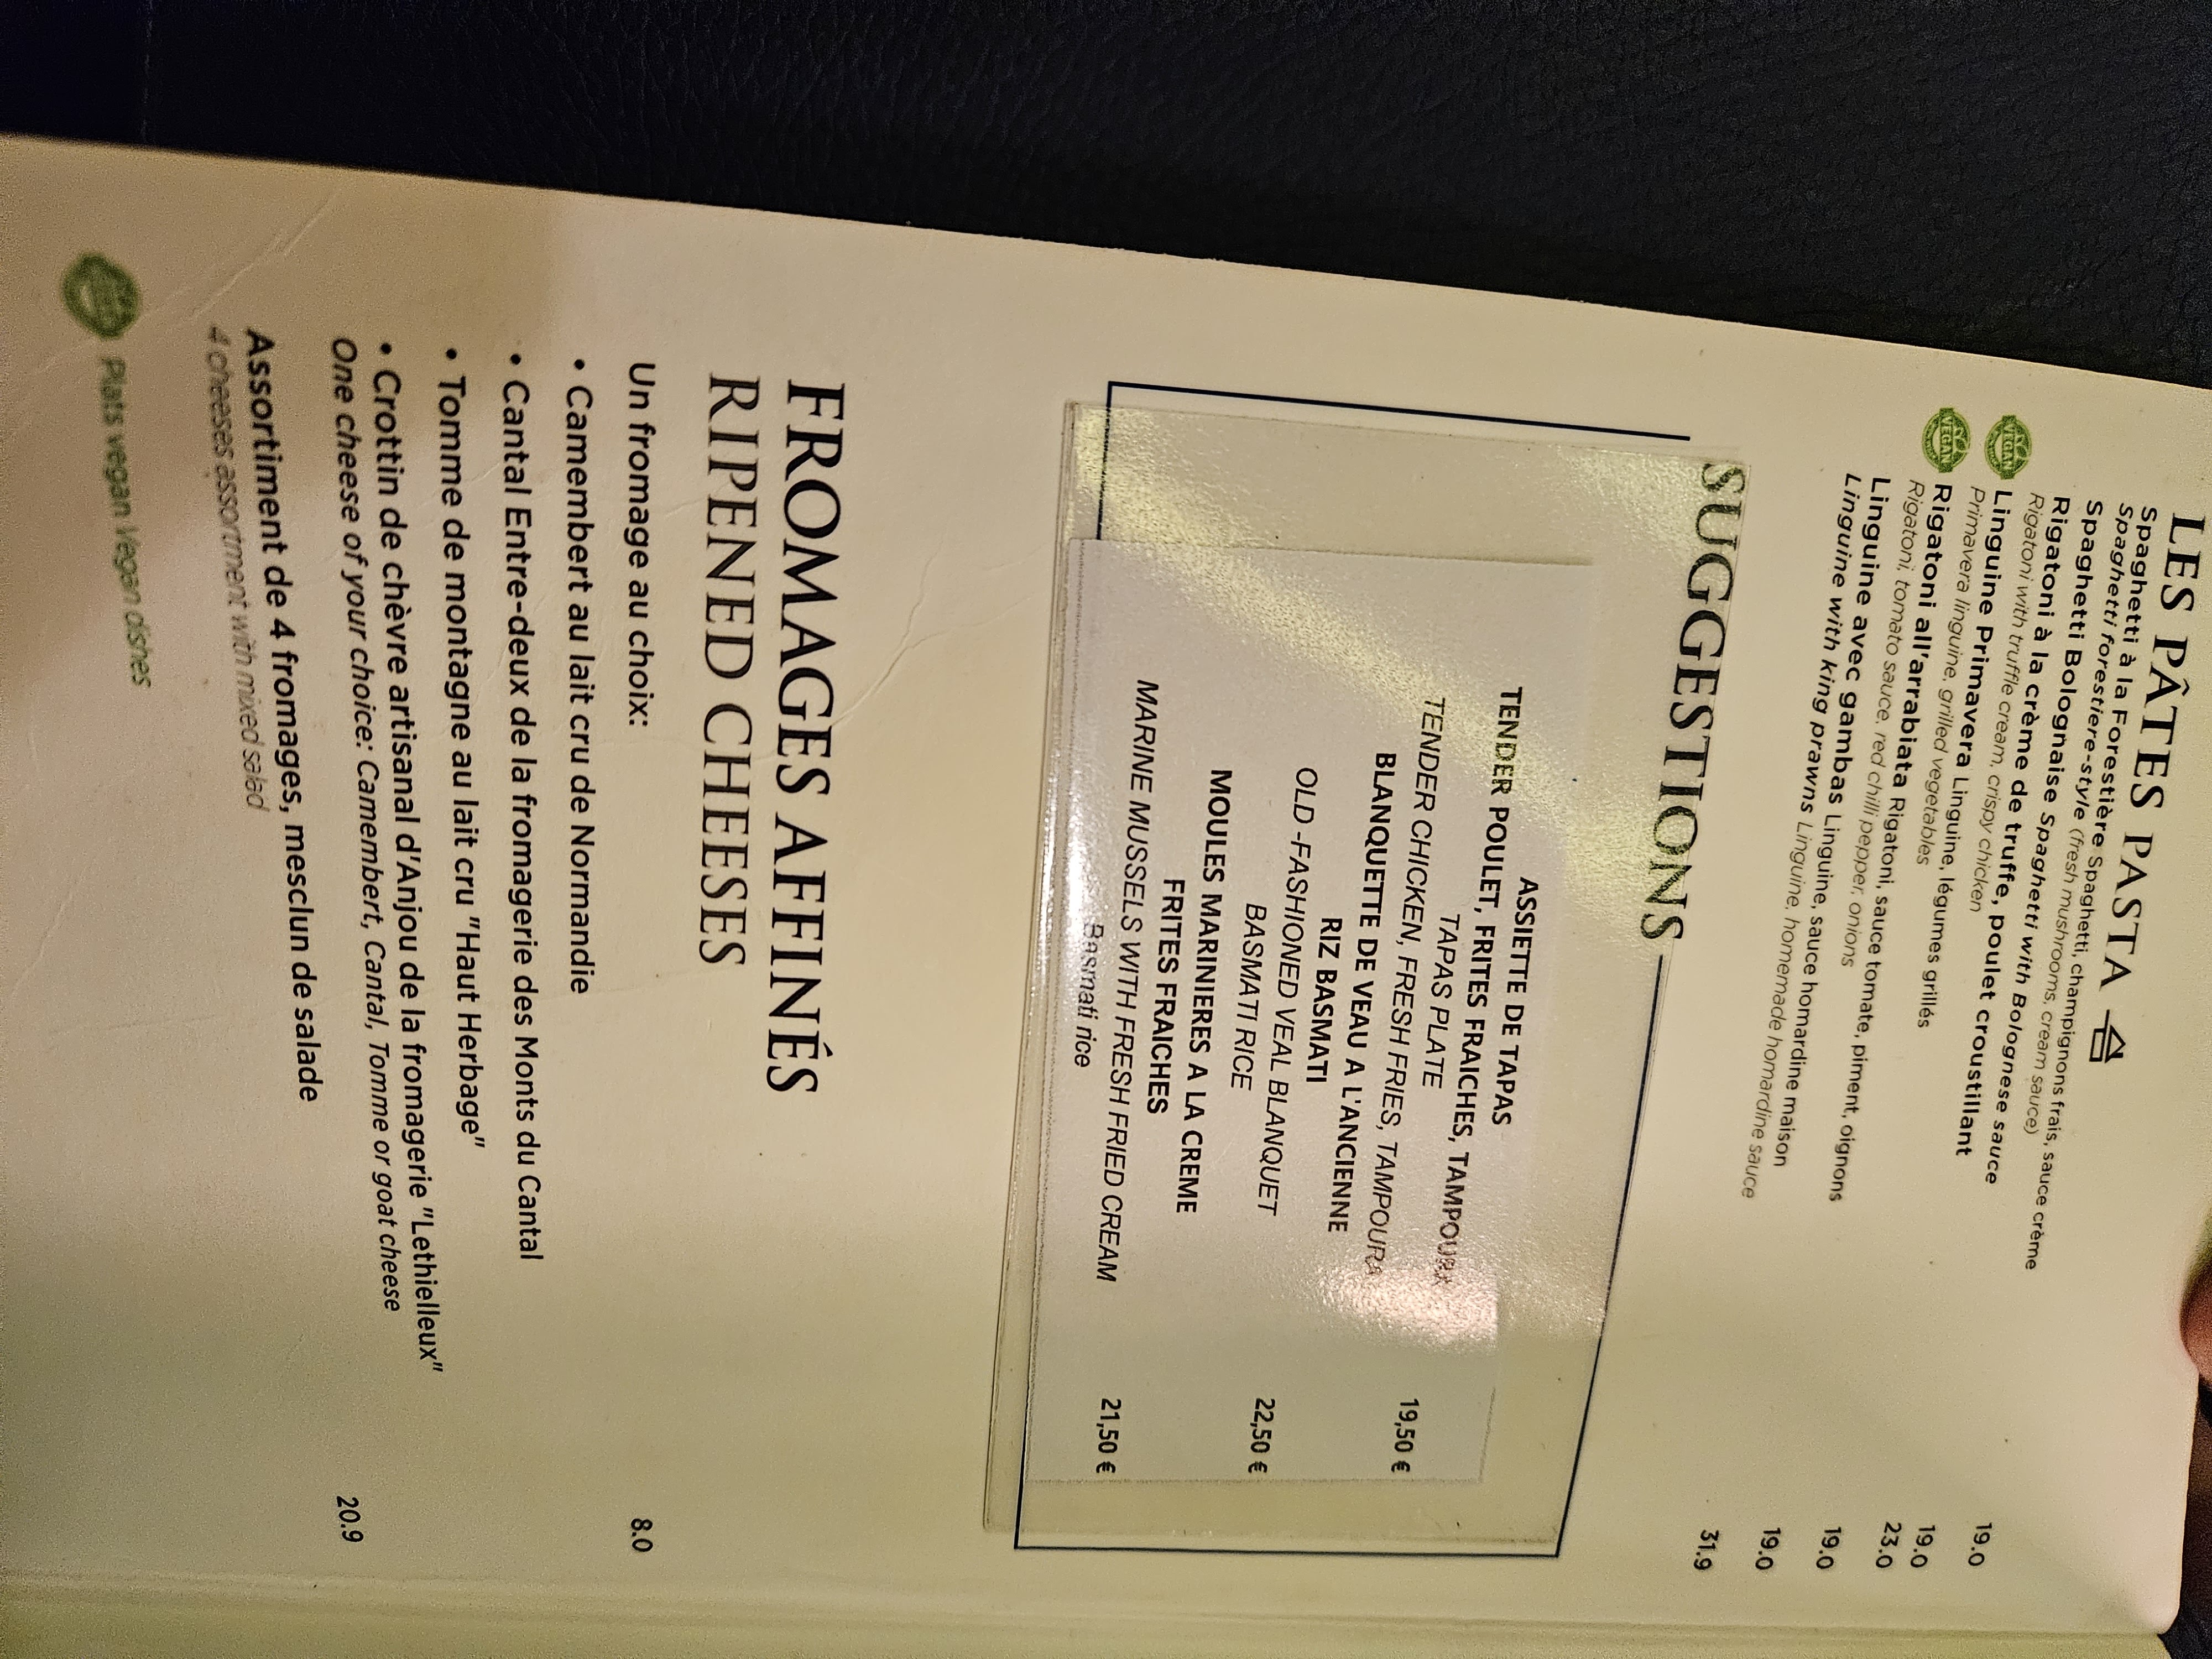 LES PÂTES PASTA
Spaghetti à la Forestière Spaghetti, champignons frais, sauce crème
Spaghetti forestière-style (fresh mushrooms, cream sauce) 19.0
Spaghetti Bolognaise Spaghetti with Bolognese sauce 19.0
Rigatoni à la crème de truffe, poulet croustillant 23.0
Rigatoni with truffle cream, crispy chicken
VEGAN Linguine Primavera Linguine, légumes grillés 19.0
Primavera linguine, grilled vegetables
VEGAN Rigatoni all'arrabiata Rigatoni, sauce tomate, piment, oignons 19.0
Rigatoni, tomato sauce, red chilli pepper, onions
Linguine avec gambas Linguine, sauce homardine maison 31.9
Linguine with king prawns Linguine, homemade homardine sauce
SUGGESTIONS
ASSIETTE DE TAPAS
TENDER POULET, FRITES FRAICHES, TAMPOURA
TAPAS PLATE
TENDER CHICKEN, FRESH FRIES, TAMPOURA 19,50 €
BLANQUETTE DE VEAU A L'ANCIENNE
RIZ BASMATI
OLD -FASHIONED VEAL BLANQUET
BASMATI RICE 22,50 €
MOULES MARINIERES A LA CREME
FRITES FRAICHES
MARINE MUSSELS WITH FRESH FRIED CREAM 21,50 €
Basmati rice
FROMAGES AFFINÉS
RIPENED CHEESES
Un fromage au choix: 8.0
• Camembert au lait cru de Normandie
• Cantal Entre-deux de la fromagerie des Monts du Cantal
• Tomme de montagne au lait cru "Haut Herbage"
• Crottin de chèvre artisanal d'Anjou de la fromagerie "Lethielleux"
One cheese of your choice: Camembert, Cantal, Tomme or goat cheese
Assortiment de 4 fromages, mesclun de salade 20.9
4 cheeses assortment with mixed salad
Plats vegan Vegan dishes